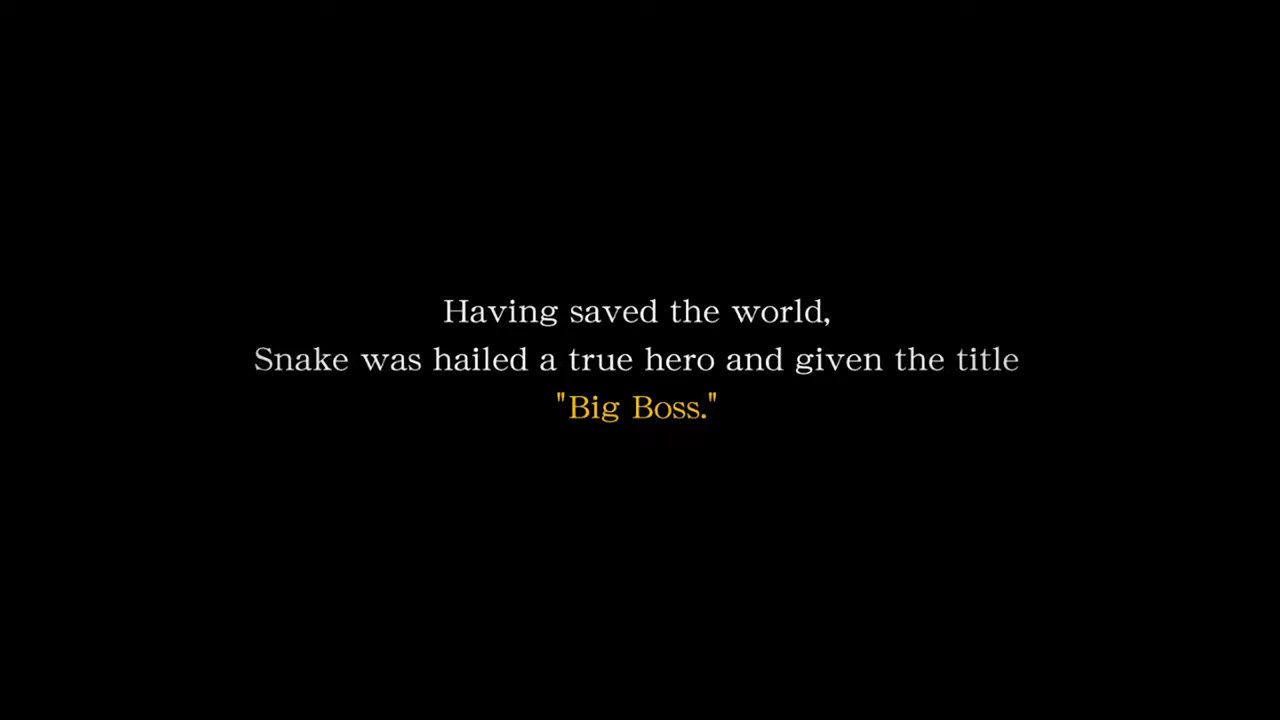 Having saved the world,
Snake was hailed a true hero and given the title
"Big Boss."